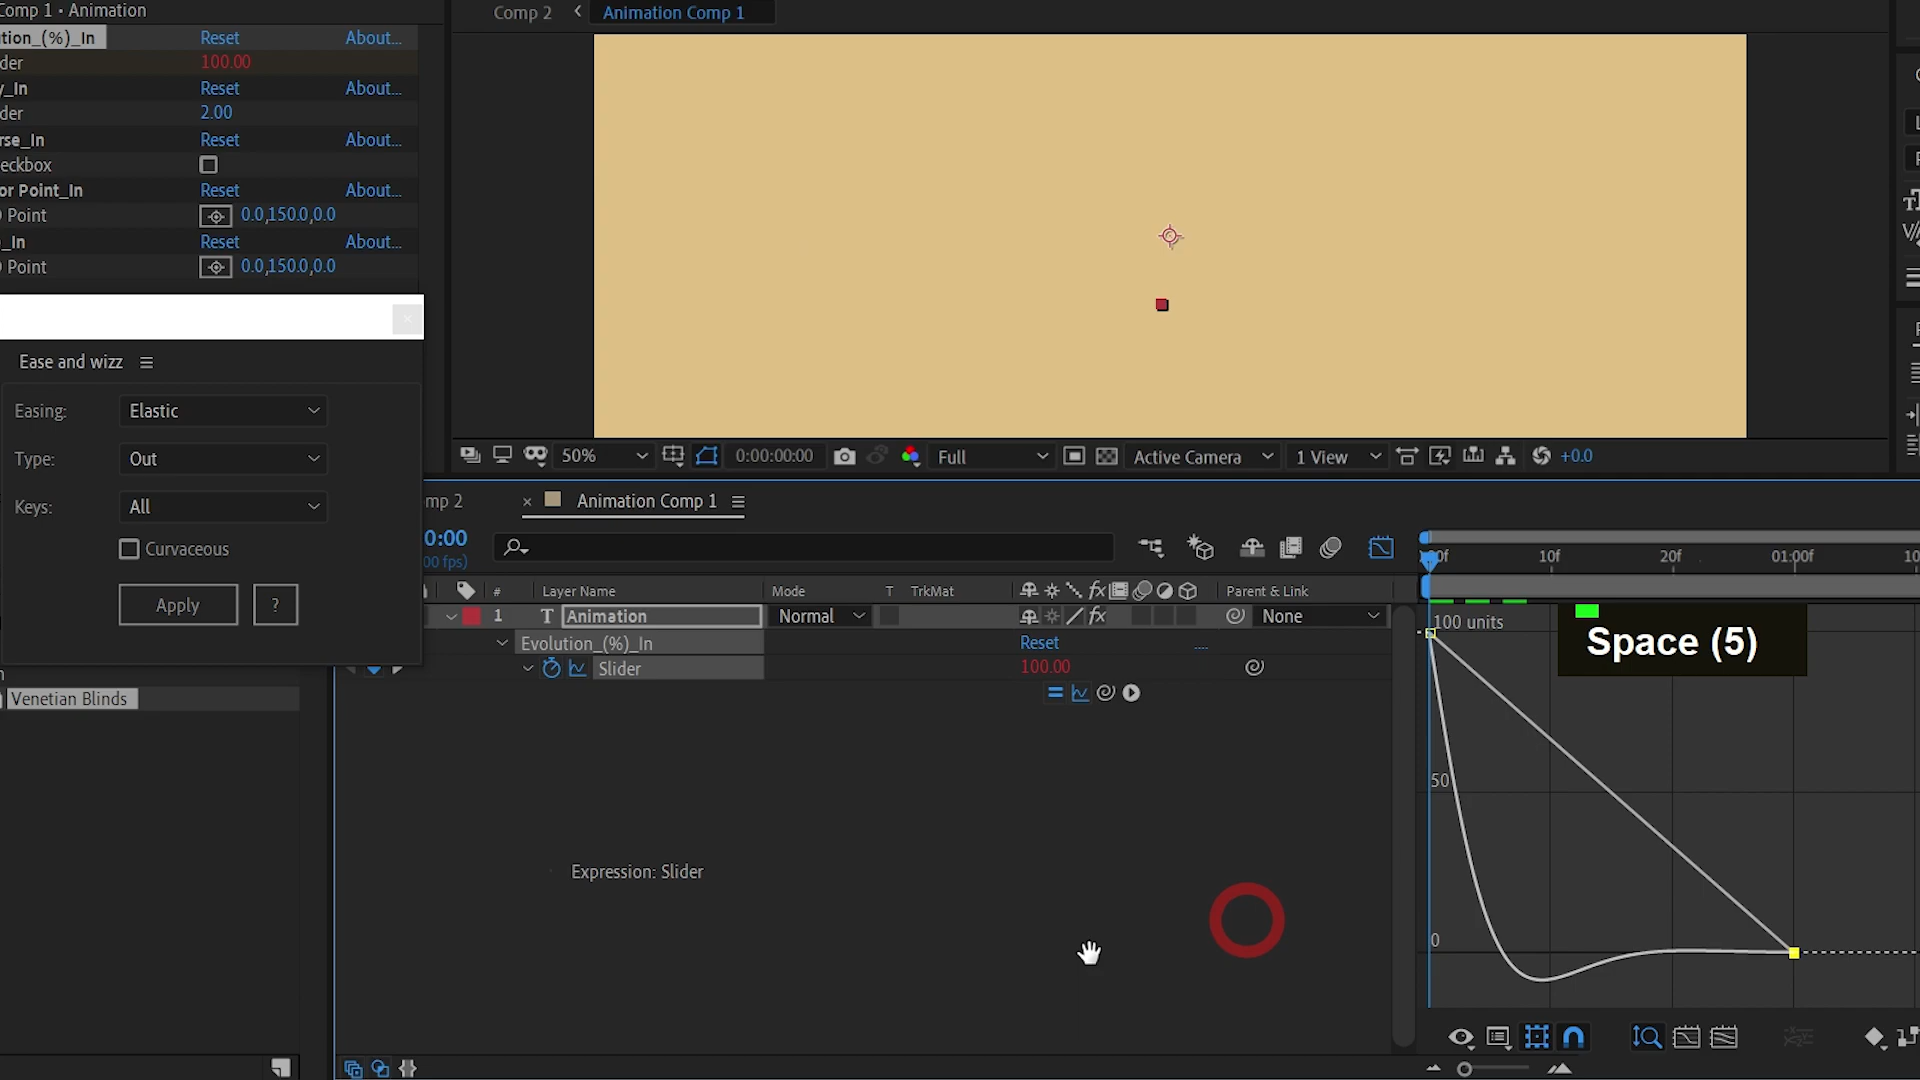 Comp 1 • Animation
Comp 2
Animation Comp 1
tion_(%)_In
Reset
About...
der
100.00
y_In
Reset
About...
der
2.00
rse_In
Reset
About...
eckbox
or Point_In
Reset
About...
Point
0.0,150.0,0.0
_In
Reset
About...
Point
0.0,150.0,0.0
Ease and wizz
Easing:
Elastic
Type:
Out
Keys:
All
Curvaceous
Apply
?
50%
0:00:00:00
Full
Active Camera
1 View
+0.0
mp 2
Animation Comp 1
0:00
00 fps)
10f
20f
01:00f
#
Layer Name
Mode
T
TrkMat
Parent & Link
1
T
Animation
Normal
None
Evolution_(%)_In
Reset
....
Slider
100.00
Venetian Blinds
Expression: Slider
100 units
50
0
Space (5)